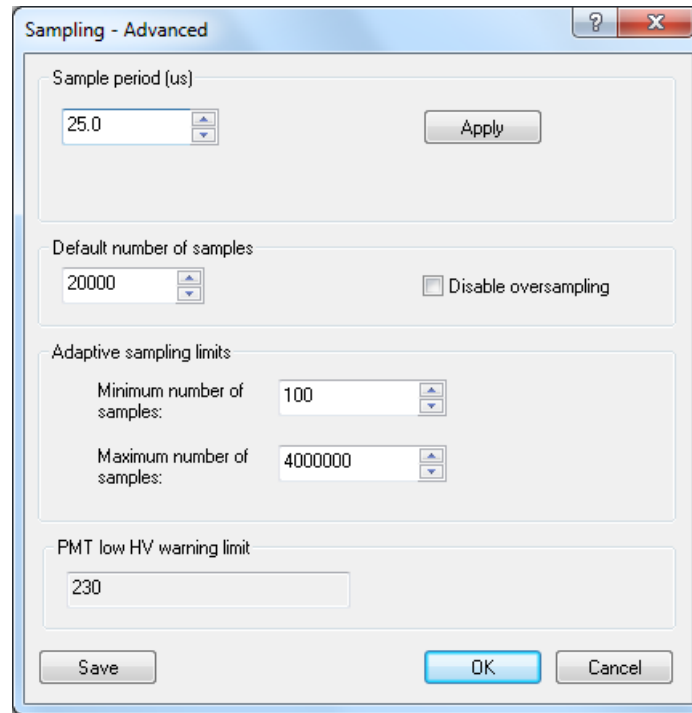 Sampling - Advanced
?
X
Sample period (us)
25.0
Apply
Default number of samples
20000
Disable oversampling
Adaptive sampling limits
Minimum number of
samples:
100
Maximum number of
samples:
4000000
PMT low HV warning limit
230
Save
OK
Cancel